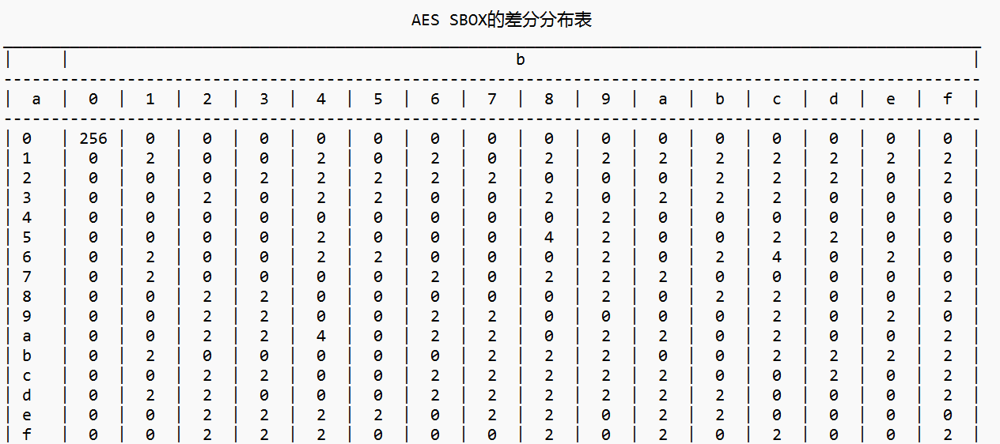 AES SBOX的差分分布表
| | b |
| a | 0 | 1 | 2 | 3 | 4 | 5 | 6 | 7 | 8 | 9 | a | b | c | d | e | f |
| 0 | 256 | 0 | 0 | 0 | 0 | 0 | 0 | 0 | 0 | 0 | 0 | 0 | 0 | 0 | 0 | 0 |
| 1 | 0 | 2 | 0 | 0 | 2 | 0 | 2 | 0 | 2 | 2 | 2 | 2 | 2 | 2 | 2 | 2 |
| 2 | 0 | 0 | 0 | 2 | 2 | 2 | 2 | 2 | 0 | 0 | 0 | 2 | 2 | 2 | 0 | 2 |
| 3 | 0 | 0 | 2 | 0 | 2 | 2 | 0 | 0 | 2 | 0 | 2 | 2 | 2 | 0 | 0 | 0 |
| 4 | 0 | 0 | 0 | 0 | 0 | 0 | 0 | 0 | 0 | 2 | 0 | 0 | 0 | 0 | 0 | 0 |
| 5 | 0 | 0 | 0 | 0 | 2 | 0 | 0 | 0 | 4 | 2 | 0 | 0 | 2 | 2 | 0 | 0 |
| 6 | 0 | 2 | 0 | 0 | 2 | 2 | 0 | 0 | 0 | 2 | 0 | 2 | 4 | 0 | 2 | 0 |
| 7 | 0 | 2 | 0 | 0 | 0 | 0 | 2 | 0 | 2 | 2 | 2 | 0 | 0 | 0 | 0 | 0 |
| 8 | 0 | 0 | 2 | 2 | 0 | 0 | 0 | 0 | 0 | 2 | 0 | 2 | 2 | 0 | 0 | 2 |
| 9 | 0 | 0 | 2 | 2 | 0 | 0 | 2 | 2 | 0 | 0 | 0 | 0 | 2 | 0 | 2 | 0 |
| a | 0 | 0 | 2 | 2 | 4 | 0 | 2 | 2 | 0 | 2 | 2 | 0 | 2 | 0 | 0 | 2 |
| b | 0 | 2 | 0 | 0 | 0 | 0 | 0 | 2 | 2 | 2 | 0 | 0 | 2 | 2 | 2 | 2 |
| c | 0 | 0 | 2 | 2 | 0 | 0 | 2 | 2 | 2 | 2 | 2 | 0 | 0 | 2 | 0 | 2 |
| d | 0 | 2 | 2 | 0 | 0 | 0 | 2 | 2 | 2 | 2 | 2 | 2 | 0 | 0 | 0 | 2 |
| e | 0 | 0 | 2 | 2 | 2 | 2 | 0 | 2 | 2 | 0 | 2 | 2 | 0 | 0 | 0 | 0 |
| f | 0 | 0 | 2 | 2 | 2 | 0 | 0 | 0 | 2 | 0 | 2 | 0 | 2 | 0 | 0 | 2 |